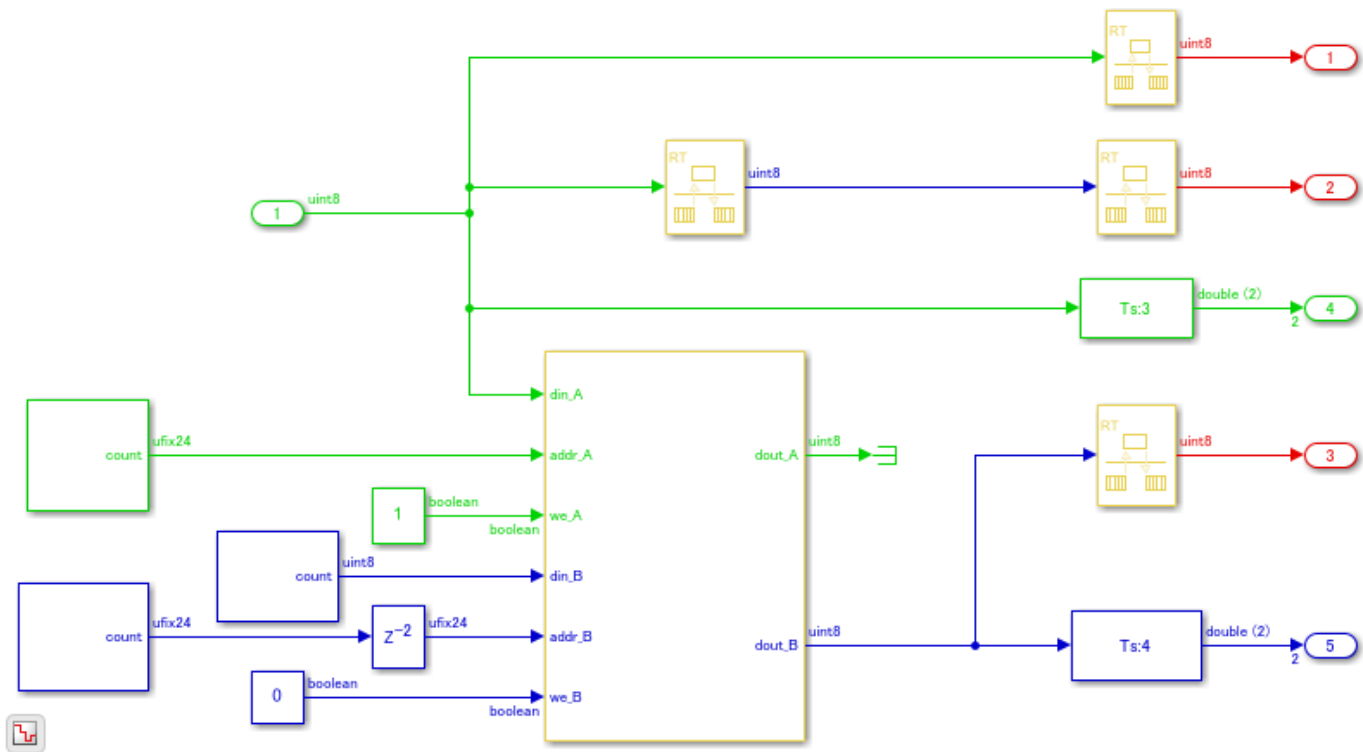 RT
uint8
1
RT
uint8
RT
uint8
2
1
uint8
Ts:3
double (2)
2
4
din_A
count
ufix24
addr_A
dout_A
uint8
RT
uint8
3
1
boolean
boolean
we_A
count
uint8
din_B
count
ufix24
Z⁻²
ufix24
addr_B
dout_B
uint8
Ts:4
double (2)
2
5
0
boolean
boolean
we_B